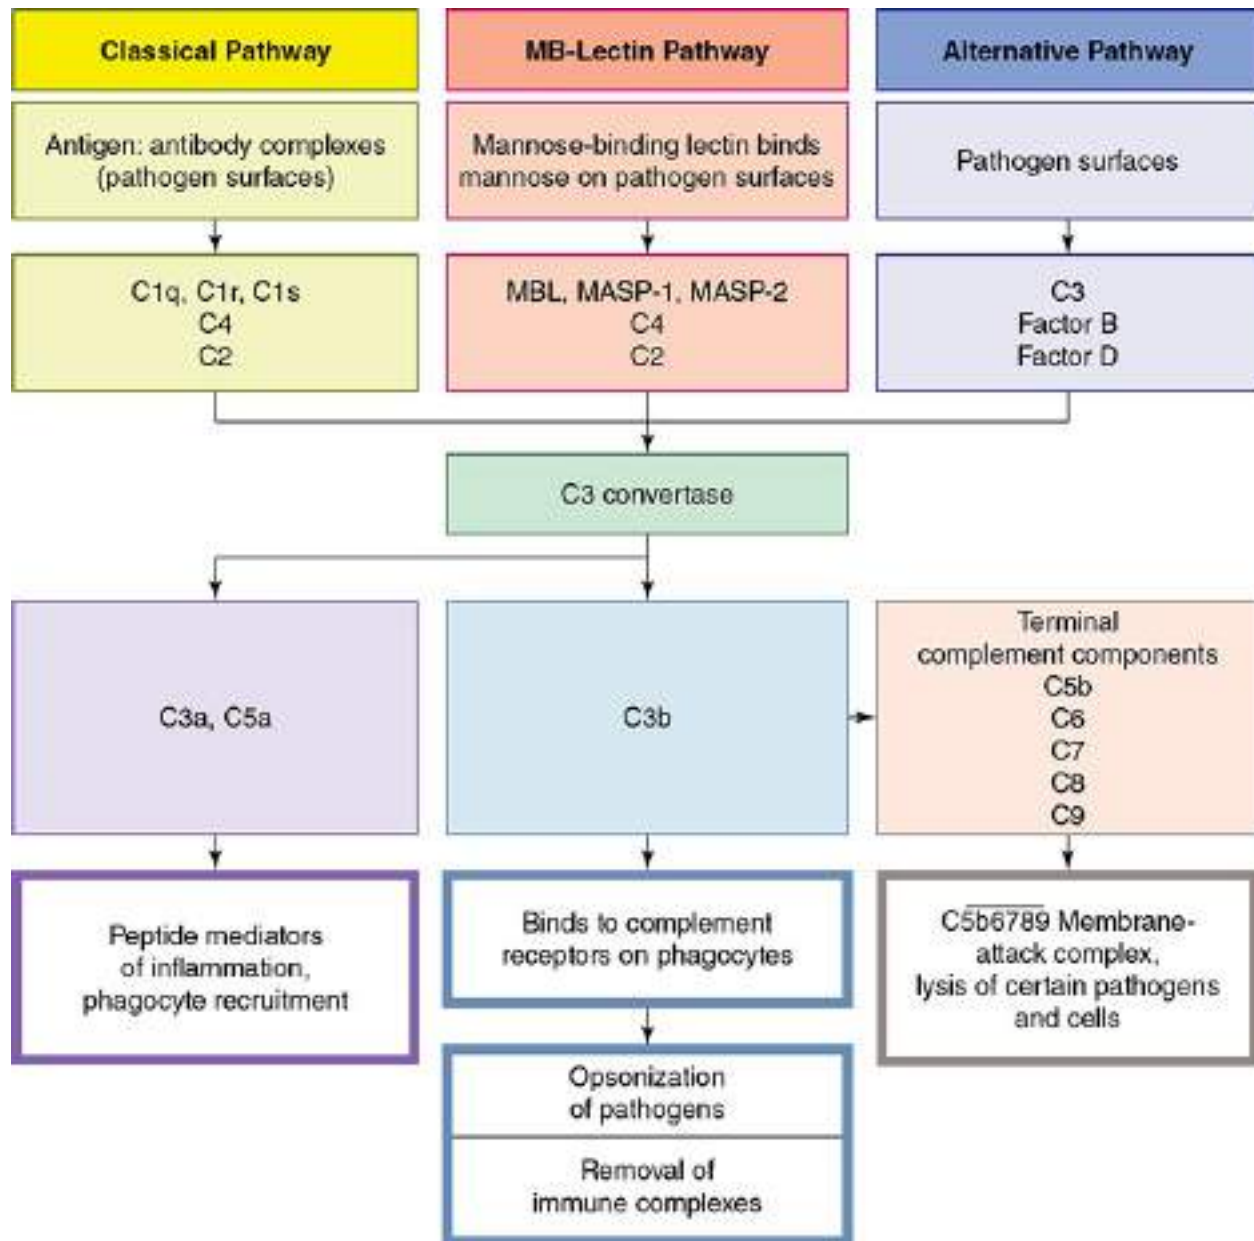 Classical Pathway
MB-Lectin Pathway
Alternative Pathway
Antigen: antibody complexes
(pathogen surfaces)
Mannose-binding lectin binds
mannose on pathogen surfaces
Pathogen surfaces
C1q, C1r, C1s
C4
C2
MBL, MASP-1, MASP-2
C4
C2
C3
Factor B
Factor D
C3 convertase
C3a, C5a
C3b
Terminal
complement components
C5b
C6
C7
C8
C9
Peptide mediators
of inflammation,
phagocyte recruitment
Binds to complement
receptors on phagocytes
C5b6789 Membrane-
attack complex,
lysis of certain pathogens
and cells
Opsonization
of pathogens
Removal of
immune complexes